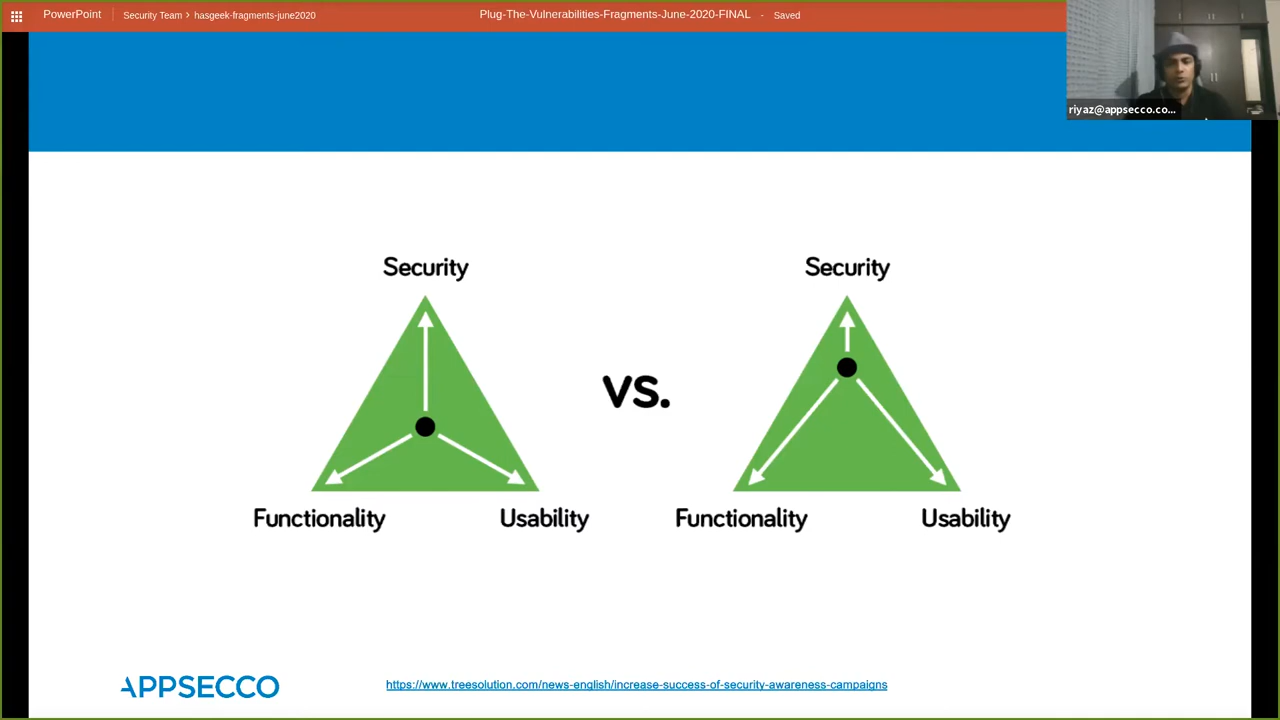 PowerPoint
Security Team > hasgeek-fragments-june2020
Plug-The-Vulnerabilities-Fragments-June-2020-FINAL - Saved
riyaz@appsecco.co...
Security
Security
vs.
Functionality
Usability
Functionality
Usability
APPSECCO
https://www.treesolution.com/news-english/increase-success-of-security-awareness-campaigns